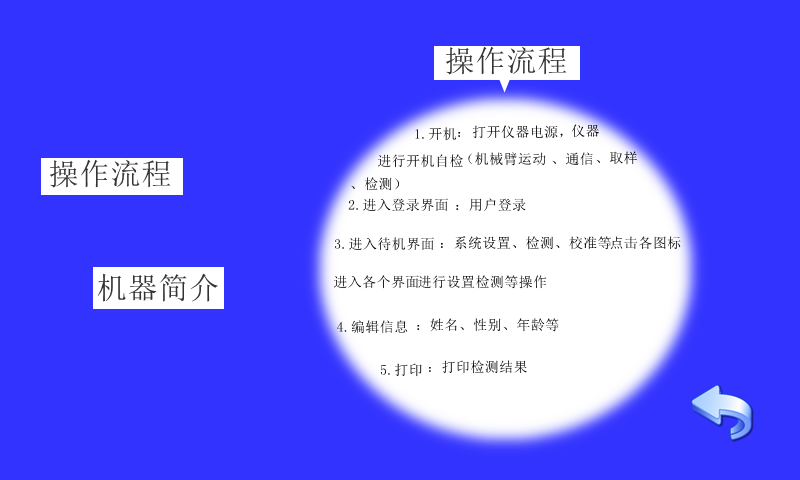 操作流程
1.开机：打开仪器电源，仪器
进行开机自检（机械臂运动、通信、取样
、检测）
2.进入登录界面：用户登录
3.进入待机界面：系统设置、检测、校准等点击各图标
进入各个界面进行设置检测等操作
4.编辑信息：姓名、性别、年龄等
5.打印：打印检测结果
操作流程
机器简介